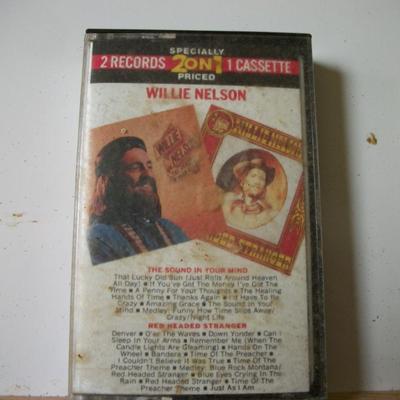 SPECIALLY
2 RECORDS 2 ON 1 1 CASSETTE
PRICED
WILLIE NELSON
WILLIE
NELSON
WILLIE NELSON
RED HEADED STRANGER
THE SOUND IN YOUR MIND
That Lucky Old Sun (Just Rolls Around Heaven
All Day) ■ If You've Got The Money I've Got The
Time ■ A Penny For Your Thoughts ■ The Healing
Hands Of Time ■ Thanks Again ■ I'd Have To Be
Crazy ■ Amazing Grace ■ The Sound In Your
Mind ■ Medley: Funny How Time Slips Away/
Crazy/Night Life
RED HEADED STRANGER
Denver ■ O'er The Waves ■ Down Yonder ■ Can I
Sleep In Your Arms ■ Remember Me (When The
Candle Lights Are Gleaming) ■ Hands On The
Wheel ■ Bandera ■ Time Of The Preacher ■
I Couldn't Believe It Was True ■ Time Of The
Preacher Theme ■ Medley: Blue Rock Montana/
Red Headed Stranger ■ Blue Eyes Crying In The
Rain ■ Red Headed Stranger ■ Time Of The
Preacher Theme ■ Just As I Am